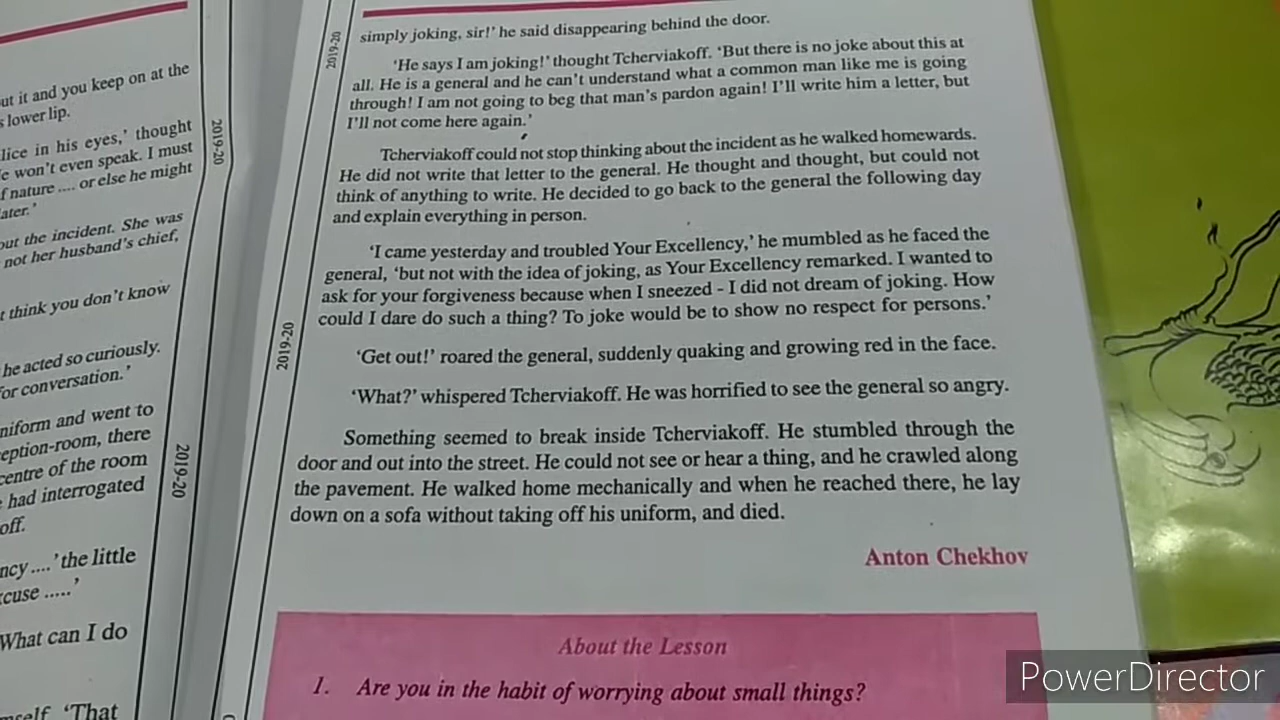 ut it and you keep on at the
s lower lip.
lice in his eyes,' thought
e won't even speak. I must
f nature .... or else he might
ater.'
out the incident. She was
not her husband's chief,
t think you don't know
he acted so curiously.
for conversation.'
niform and went to
eption-room, there
centre of the room
had interrogated
off.
ncy ....' the little
cuse .....'
What can I do
mself. 'That
2019-20
2019-20
2019-20
2019-20
simply joking, sir!' he said disappearing behind the door.
'He says I am joking!' thought Tcherviakoff. 'But there is no joke about this at
all. He is a general and he can't understand what a common man like me is going
through! I am not going to beg that man's pardon again! I'll write him a letter, but
I'll not come here again.'
Tcherviakoff could not stop thinking about the incident as he walked homewards.
He did not write that letter to the general. He thought and thought, but could not
think of anything to write. He decided to go back to the general the following day
and explain everything in person.
'I came yesterday and troubled Your Excellency,' he mumbled as he faced the
general, 'but not with the idea of joking, as Your Excellency remarked. I wanted to
ask for your forgiveness because when I sneezed - I did not dream of joking. How
could I dare do such a thing? To joke would be to show no respect for persons.'
'Get out!' roared the general, suddenly quaking and growing red in the face.
'What?' whispered Tcherviakoff. He was horrified to see the general so angry.
Something seemed to break inside Tcherviakoff. He stumbled through the
door and out into the street. He could not see or hear a thing, and he crawled along
the pavement. He walked home mechanically and when he reached there, he lay
down on a sofa without taking off his uniform, and died.
Anton Chekhov
About the Lesson
1. Are you in the habit of worrying about small things?
PowerDirector